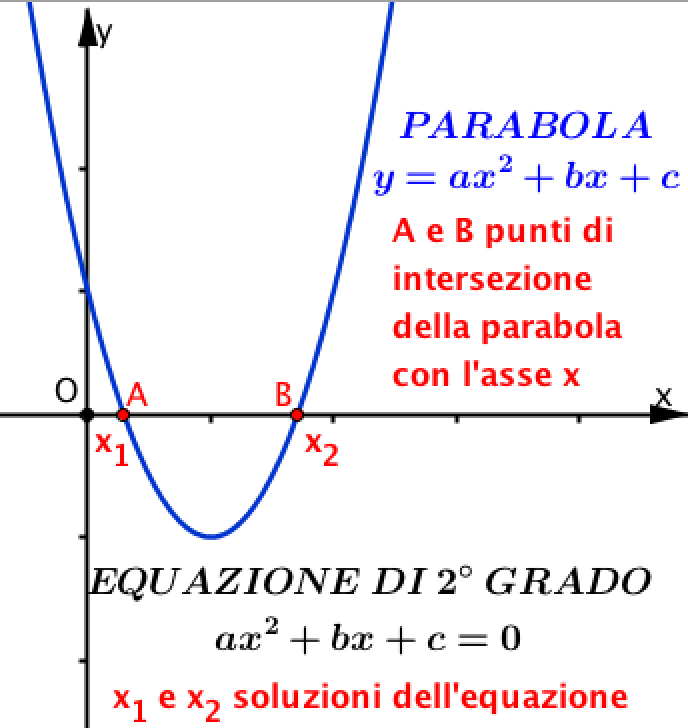 y
PARABOLA
y = ax² + bx + c
A e B punti di
intersezione
della parabola
con l'asse x
O
A
B
x
x₁
x₂
EQUAZIONE DI 2° GRADO
ax² + bx + c = 0
x₁ e x₂ soluzioni dell'equazione